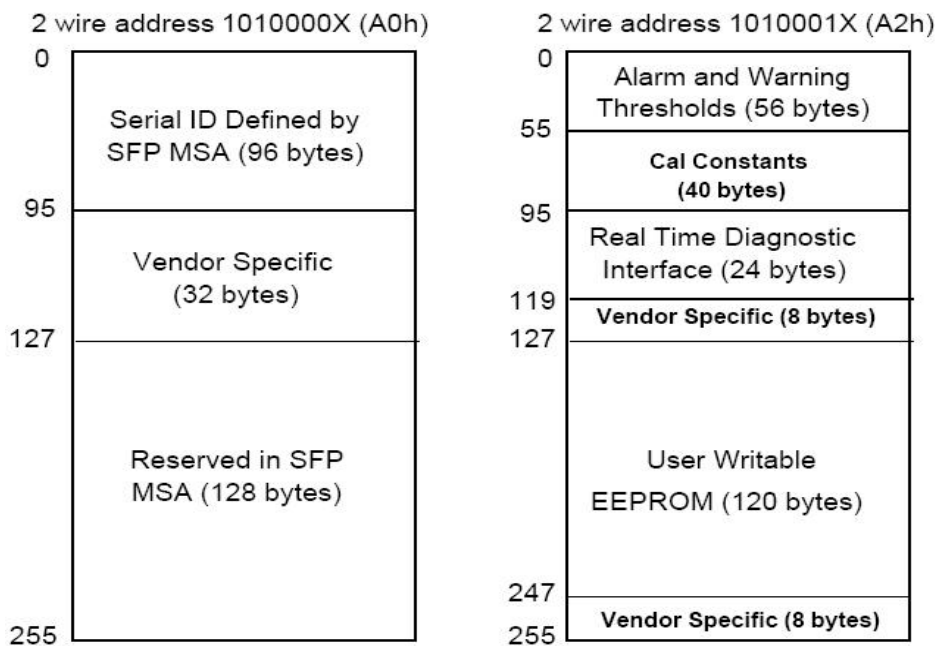 2 wire address 1010000X (A0h)
0
Serial ID Defined by
SFP MSA (96 bytes)
95
Vendor Specific
(32 bytes)
127
Reserved in SFP
MSA (128 bytes)
255
2 wire address 1010001X (A2h)
0
Alarm and Warning
Thresholds (56 bytes)
55
Cal Constants
(40 bytes)
95
Real Time Diagnostic
Interface (24 bytes)
119
Vendor Specific (8 bytes)
127
User Writable
EEPROM (120 bytes)
247
Vendor Specific (8 bytes)
255